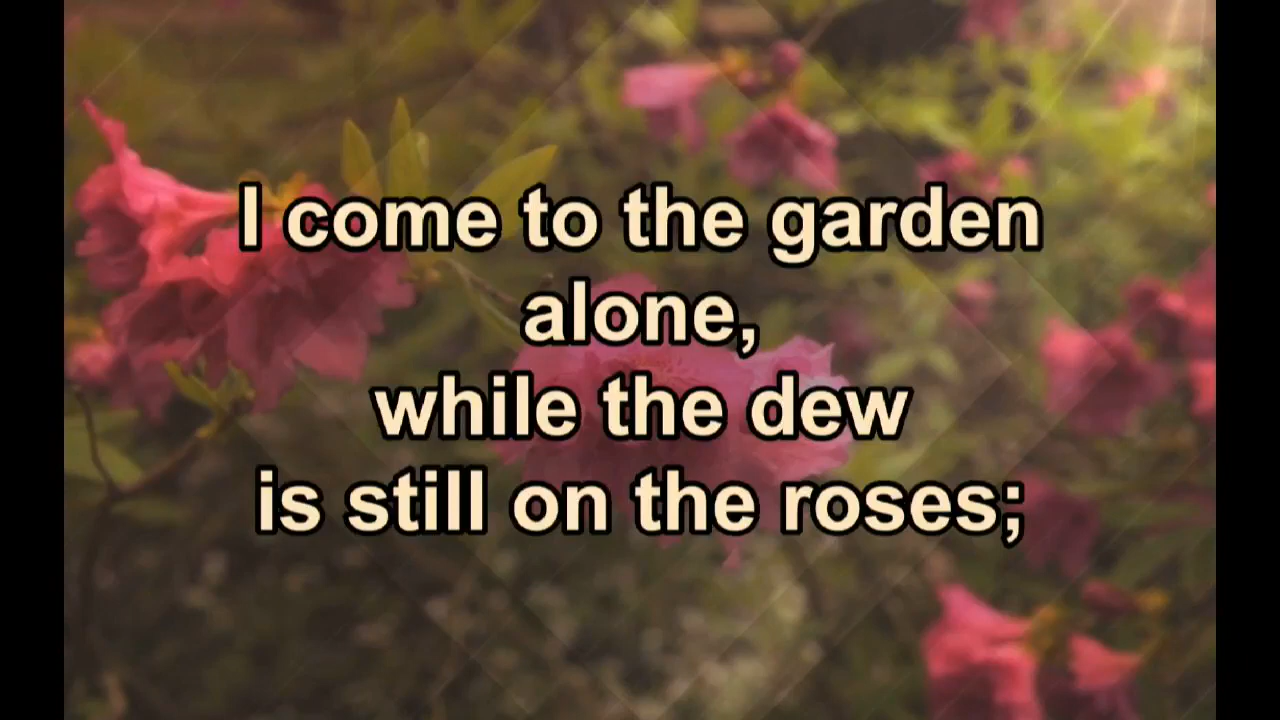 I come to the garden
alone,
while the dew
is still on the roses;